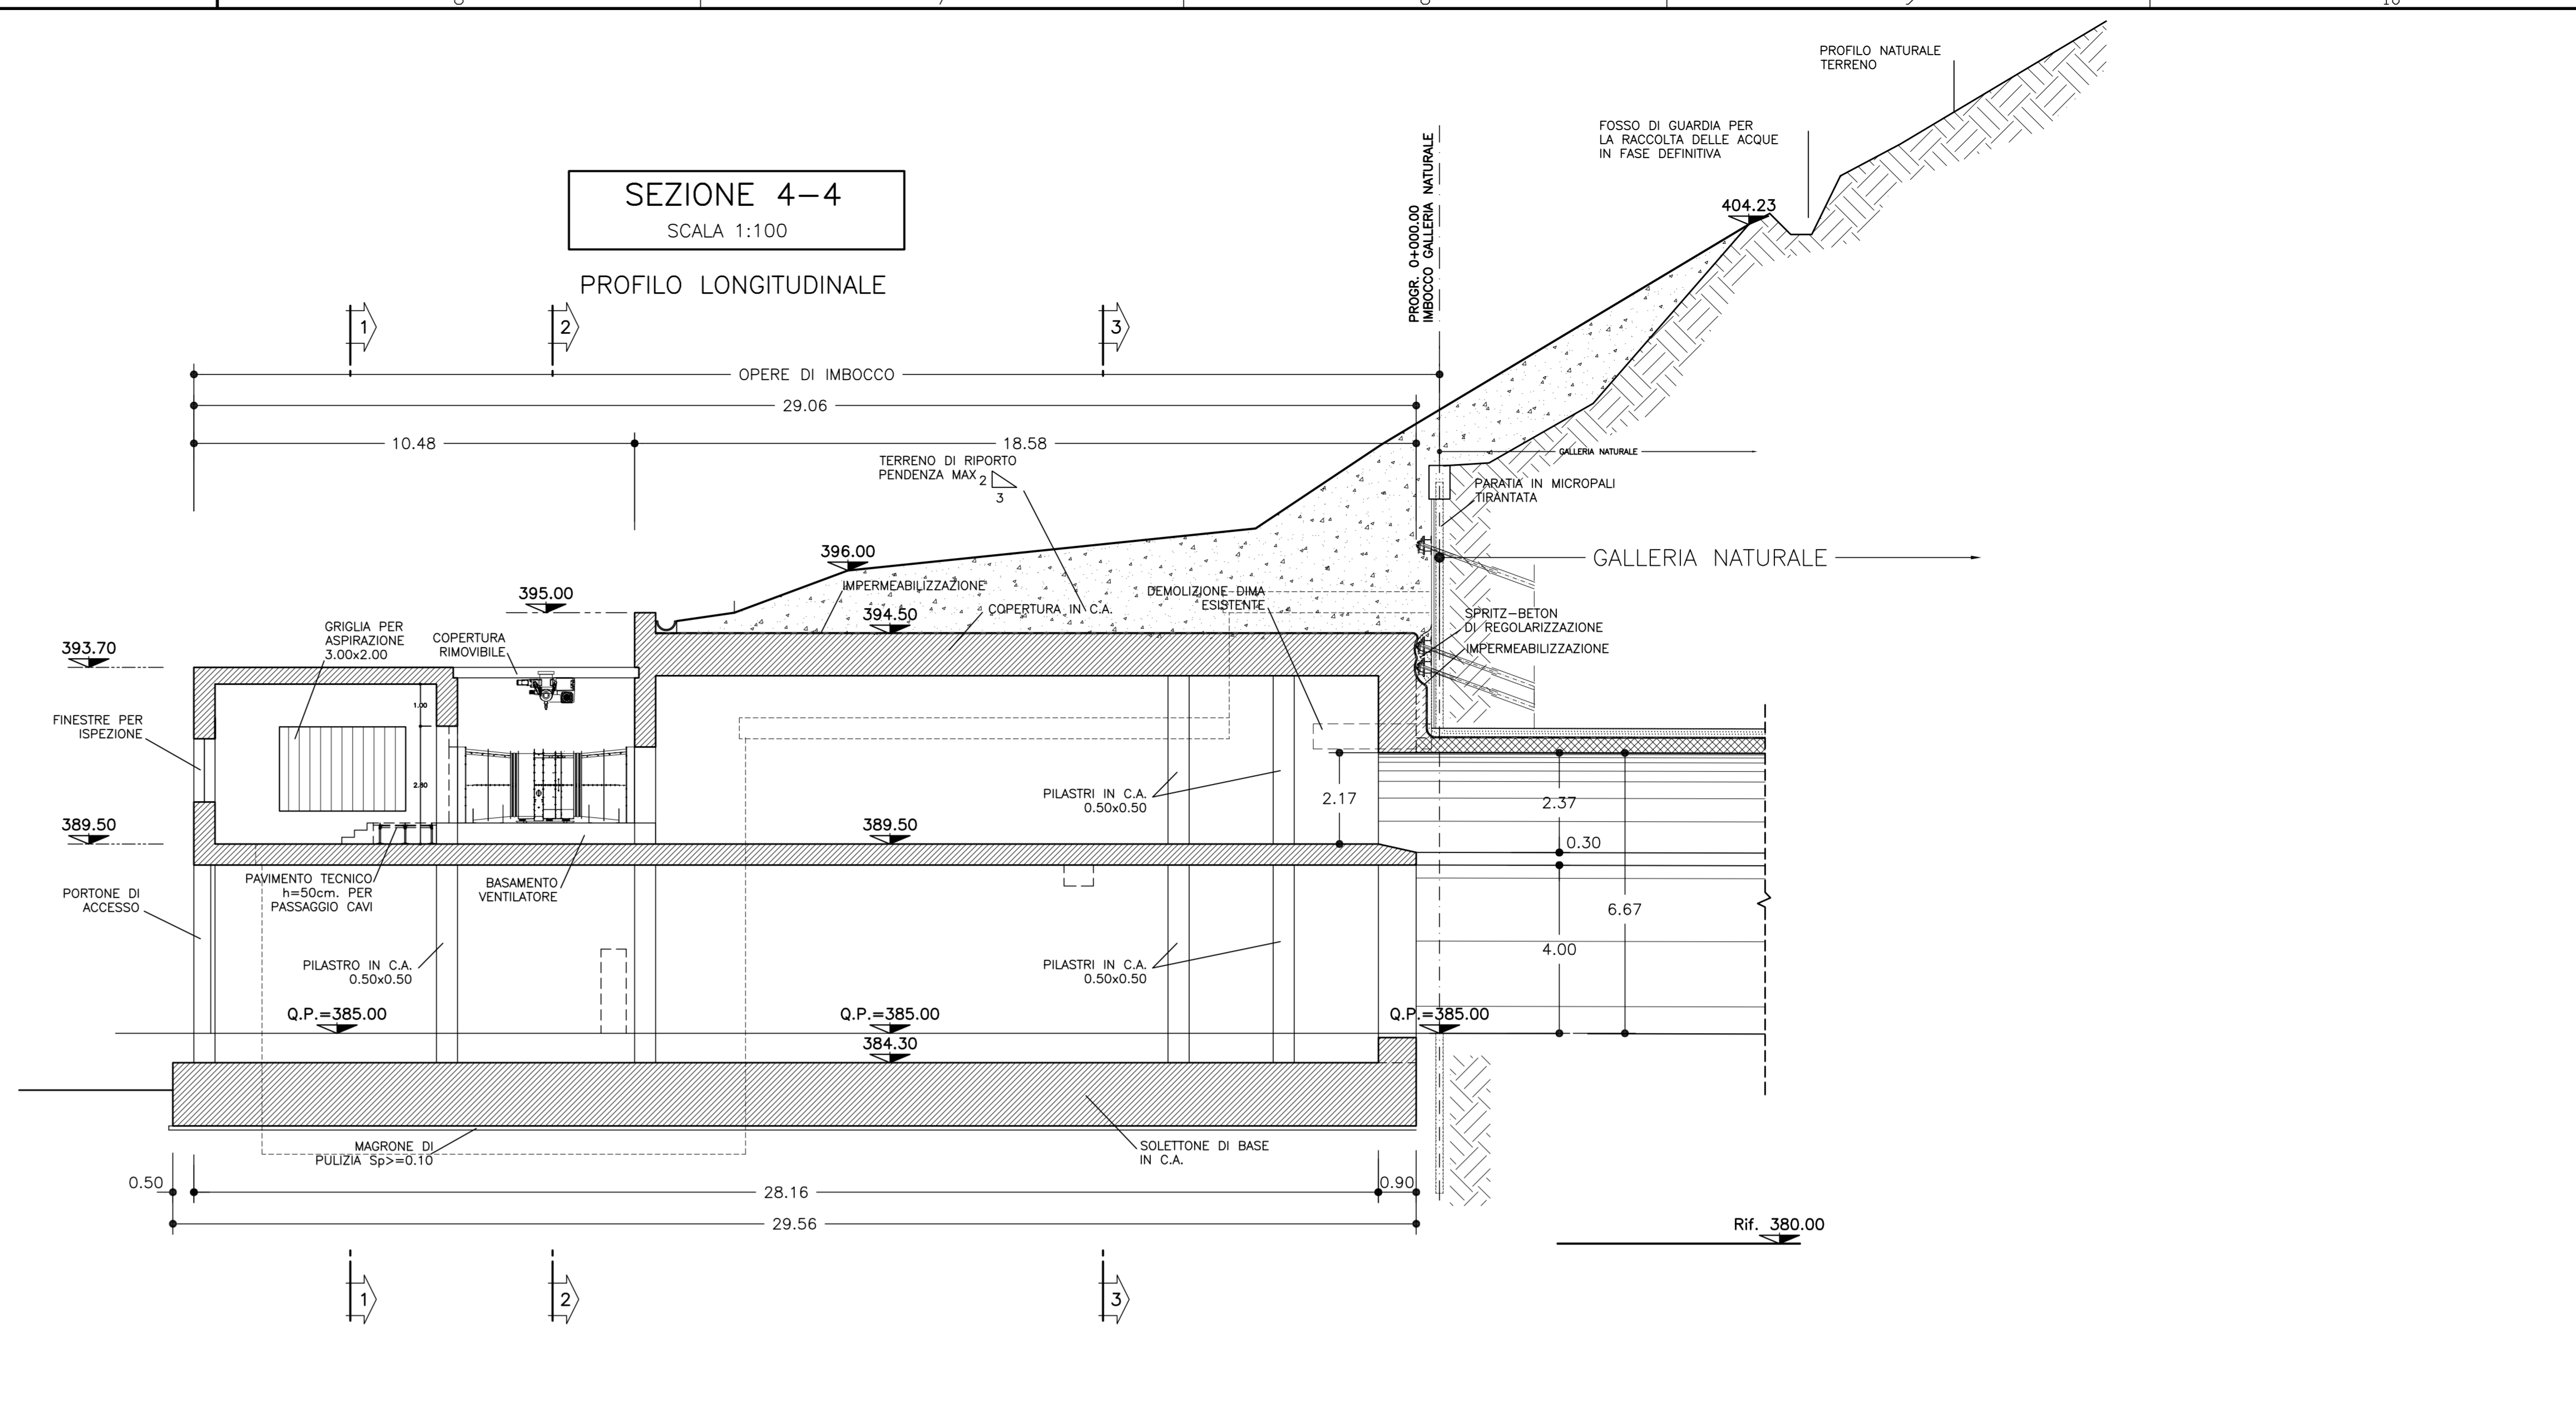 PROFILO NATURALE
TERRENO
FOSSO DI GUARDIA PER
LA RACCOLTA DELLE ACQUE
IN FASE DEFINITIVA
404.23
PROGR. 0+000.00
IMBOCCO GALLERIA NATURALE
SEZIONE 4-4
SCALA 1:100
PROFILO LONGITUDINALE
1
2
3
OPERE DI IMBOCCO
29.06
10.48
18.58
TERRENO DI RIPORTO
PENDENZA MAX
2
3
GALLERIA NATURALE
PARATIA IN MICROPALI
TIRANTATA
GALLERIA NATURALE
396.00
IMPERMEABILIZZAZIONE
395.00
394.50
COPERTURA IN C.A.
DEMOLIZIONE DIMA
ESISTENTE
SPRITZ-BETON
DI REGOLARIZZAZIONE
IMPERMEABILIZZAZIONE
GRIGLIA PER
ASPIRAZIONE
3.00x2.00
COPERTURA
RIMOVIBILE
393.70
1.00
FINESTRE PER
ISPEZIONE
2.80
PILASTRI IN C.A.
0.50x0.50
2.17
2.37
389.50
389.50
0.30
PAVIMENTO TECNICO
h=50cm. PER
PASSAGGIO CAVI
BASAMENTO
VENTILATORE
PORTONE DI
ACCESSO
6.67
4.00
PILASTRO IN C.A.
0.50x0.50
PILASTRI IN C.A.
0.50x0.50
Q.P.=385.00
Q.P.=385.00
Q.P.=385.00
384.30
MAGRONE DI
PULIZIA Sp>=0.10
SOLETTONE DI BASE
IN C.A.
0.50
28.16
0.90
29.56
Rif. 380.00
1
2
3